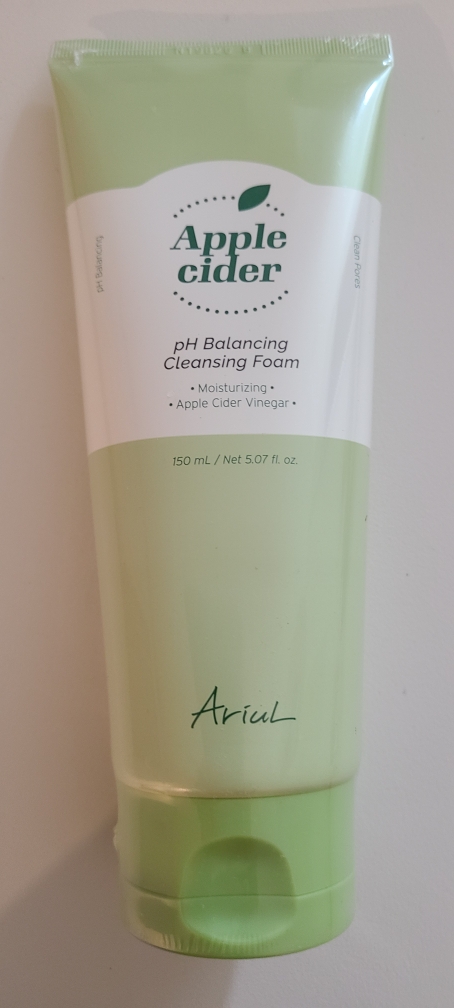 Apple
cider
pH Balancing
Clean Pores
pH Balancing
Cleansing Foam
• Moisturizing •
• Apple Cider Vinegar •
150 mL / Net 5.07 fl. oz.
Ariul